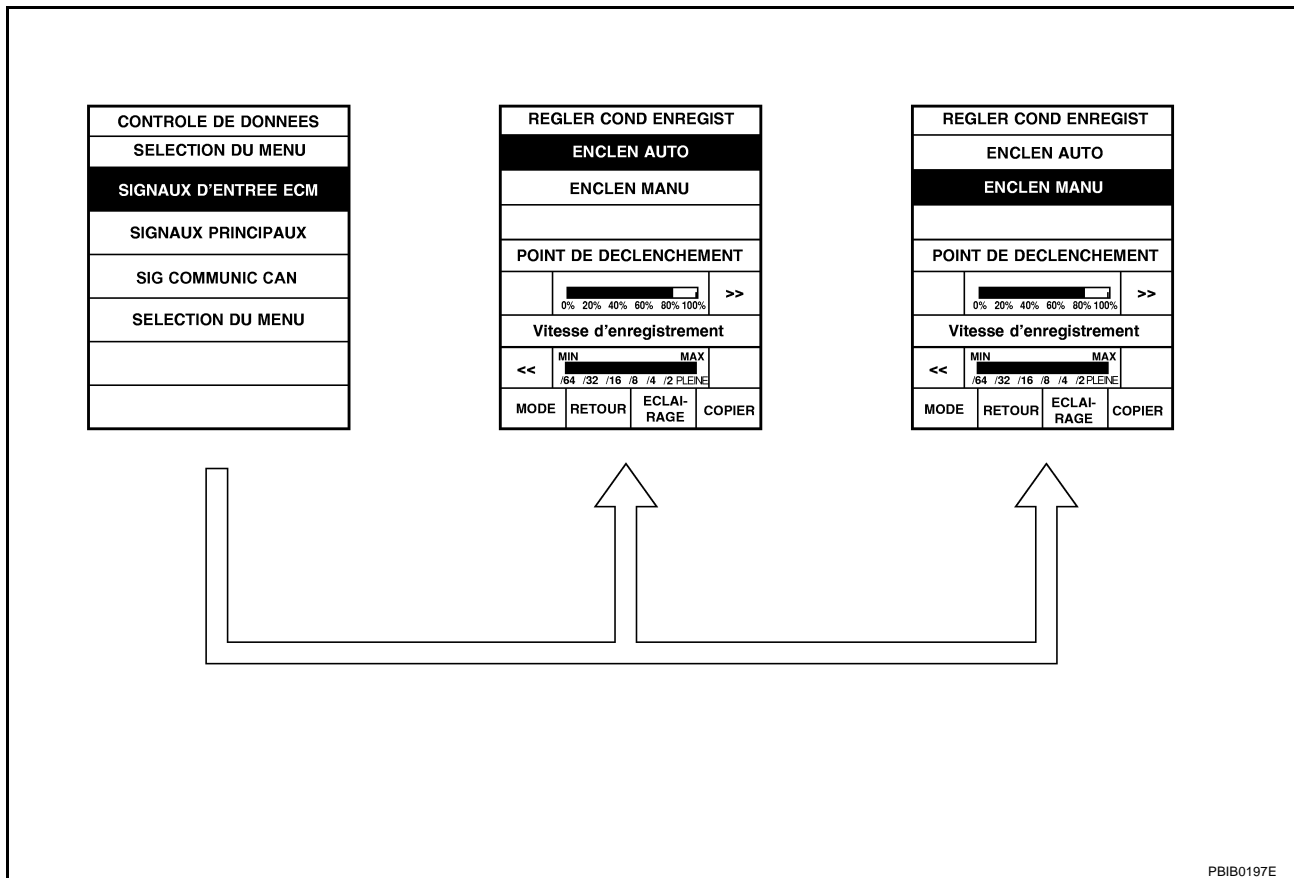 CONTROLE DE DONNEES
SELECTION DU MENU
SIGNAUX D'ENTREE ECM
SIGNAUX PRINCIPAUX
SIG COMMUNIC CAN
SELECTION DU MENU
REGLER COND ENREGIST
ENCLEN AUTO
ENCLEN MANU
POINT DE DECLENCHEMENT
>>
0% 20% 40% 60% 80% 100%
Vitesse d'enregistrement
MIN MAX
<<
/64 /32 /16 /8 /4 /2 PLEINE
MODE RETOUR ECLAI-
RAGE COPIER
REGLER COND ENREGIST
ENCLEN AUTO
ENCLEN MANU
POINT DE DECLENCHEMENT
>>
0% 20% 40% 60% 80% 100%
Vitesse d'enregistrement
MIN MAX
<<
/64 /32 /16 /8 /4 /2 PLEINE
MODE RETOUR ECLAI-
RAGE COPIER
PBIB0197E